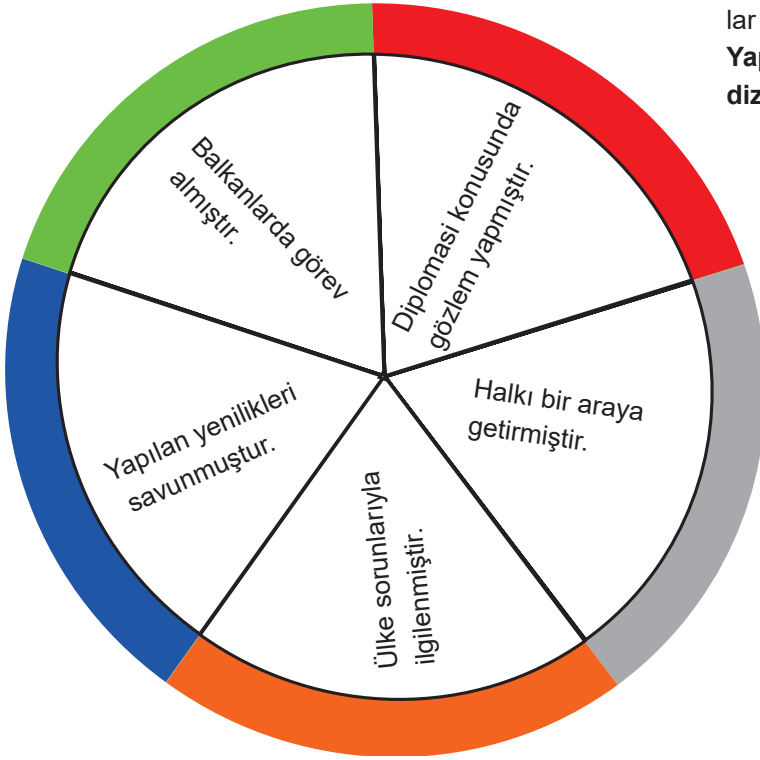 lar
Yap
diz
Balkanlarda görev
almıştır.
Diplomasi konusunda
gözlem yapmıştır.
Halkı bir araya
getirmiştir.
Ülke sorunlarıyla
ilgilenmiştir.
Yapılan yenilikleri
savunmuştur.